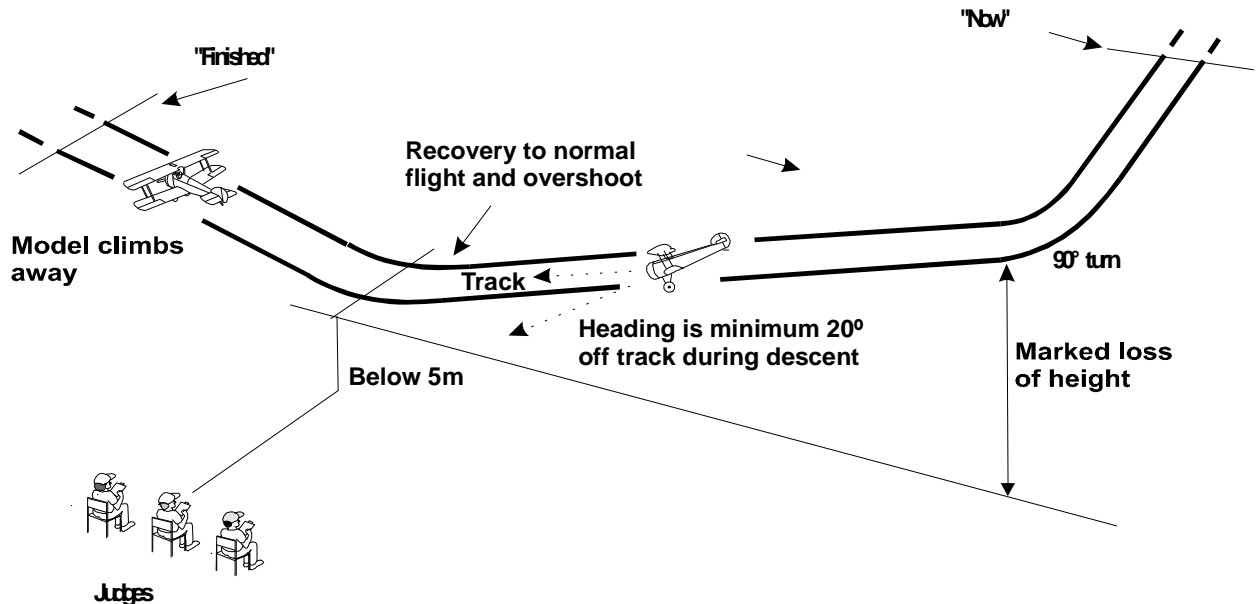 "Now"
"Finished"
Recovery to normal
flight and overshoot
Model climbs
away
90° turn
Track
Heading is minimum 20º
off track during descent
Marked loss
of height
Below 5m
Judges